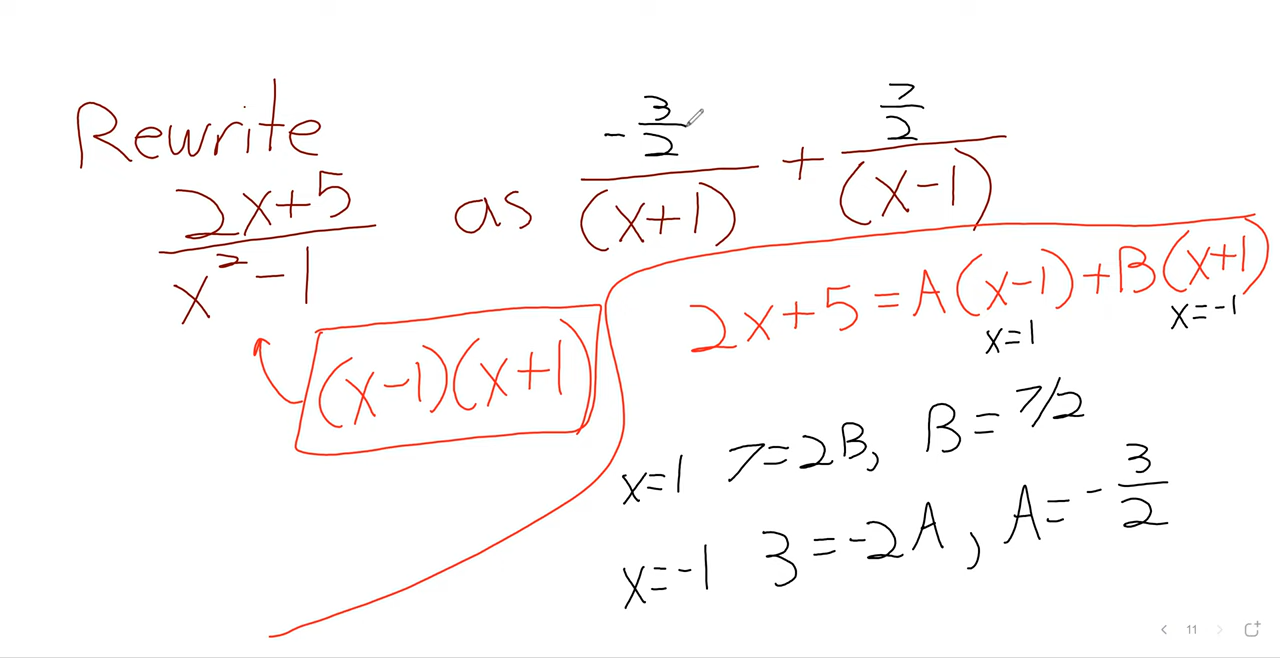 Rewrite
2x+5 / x² - 1 as -3/2 / (x+1) + 7/2 / (x-1)
(x-1)(x+1)
2x+5 = A(x-1) + B(x+1)
x=1 x=-1
x=1 7=2B, B=7/2
x=-1 3=-2A, A=-3/2
11